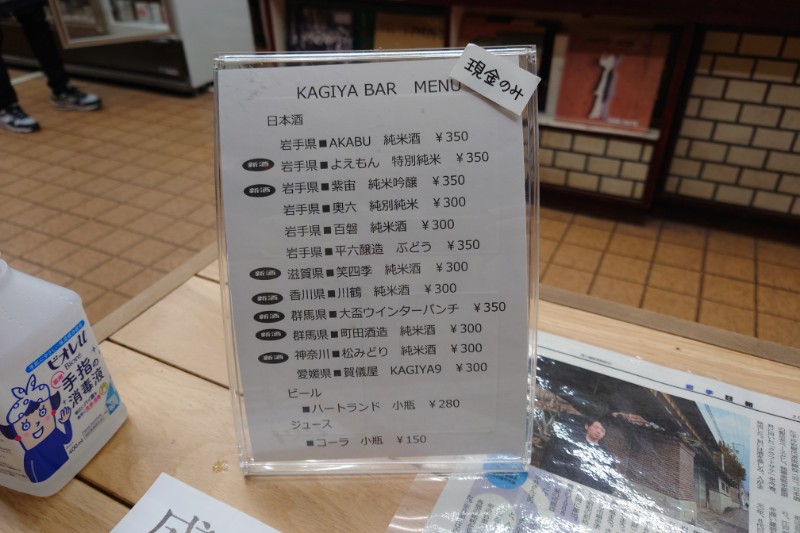 KAGIYA BAR MENU
現金のみ
日本酒
岩手県■AKABU 純米酒 ￥350
新酒 岩手県■よえもん 特別純米 ￥350
新酒 岩手県■紫宙 純米吟醸 ￥350
岩手県■奥六 純別純米 ￥300
岩手県■百磐 純米酒 ￥300
岩手県■平六醸造 ぶどう ￥350
新酒 滋賀県■笑四季 純米酒 ￥300
新酒 香川県■川鶴 純米酒 ￥300
新酒 群馬県■大盃ウインターパンチ ￥350
新酒 群馬県■町田酒造 純米酒 ￥300
新酒 神奈川■松みどり 純米酒 ￥300
愛媛県■賀儀屋 KAGIYA9 ￥300
ビール
■ハートランド 小瓶 ￥280
ジュース
■コーラ 小瓶 ￥150
ビオレu
Biore
手指の
消毒液